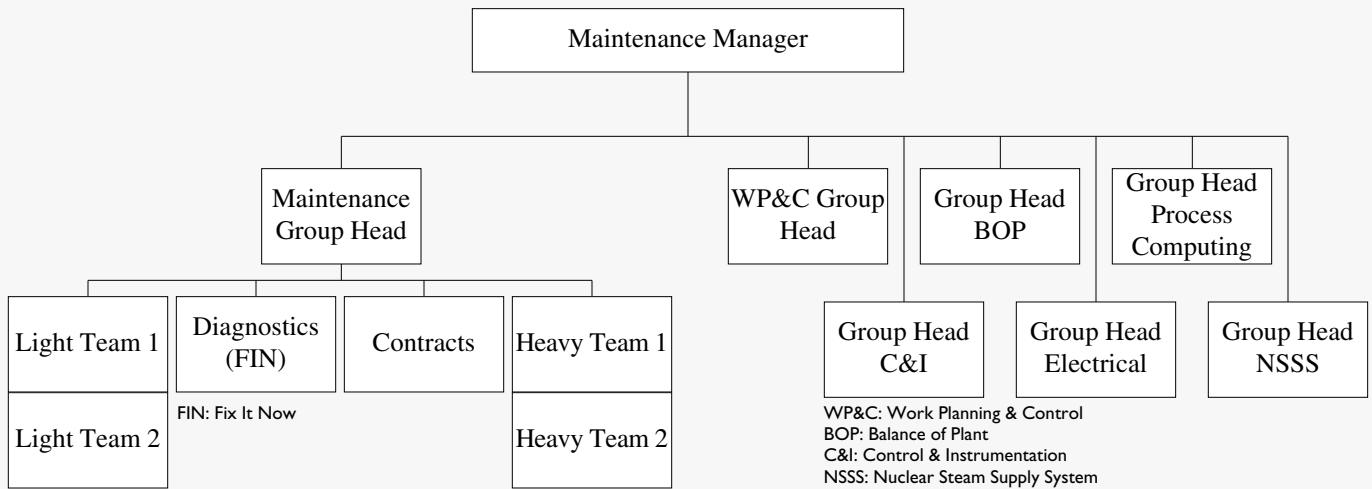 Maintenance Manager
Maintenance
Group Head
WP&C Group
Head
Group Head
BOP
Group Head
Process
Computing
Light Team 1
Diagnostics
(FIN)
Contracts
Heavy Team 1
Group Head
C&I
Group Head
Electrical
Group Head
NSSS
Light Team 2
FIN: Fix It Now
Heavy Team 2
WP&C: Work Planning & Control
BOP: Balance of Plant
C&I: Control & Instrumentation
NSSS: Nuclear Steam Supply System